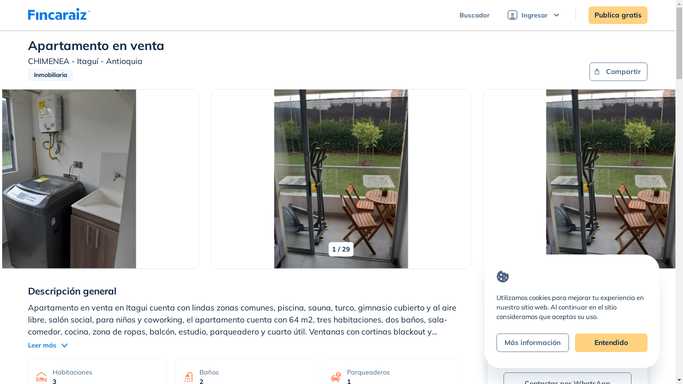 Fincaraiz
Buscador
Ingresar
Publica gratis
Apartamento en venta
CHIMENEA - Itagui - Antioquia
Inmobiliaria
Compartir
1 / 29
Descripción general
Apartamento en venta en Itagui cuenta con lindas zonas comunes, piscina, sauna, turco, gimnasio cubierto y al aire
libre, salón social, para niños y coworking, el apartamento cuenta con 64 m2, tres habitaciones, dos baños, sala-
comedor, cocina, zona de ropas, balcón, estudio, parqueadero y cuarto útil. Ventanas con cortinas blackout y...
Leer más
Habitaciones
3
Baños
2
Parqueaderos
1
Utilizamos cookies para mejorar tu experiencia en
nuestro sitio web. Al continuar en el sitio
consideramos que aceptas su uso.
Más información
Entendido
Contactar por WhatsApp